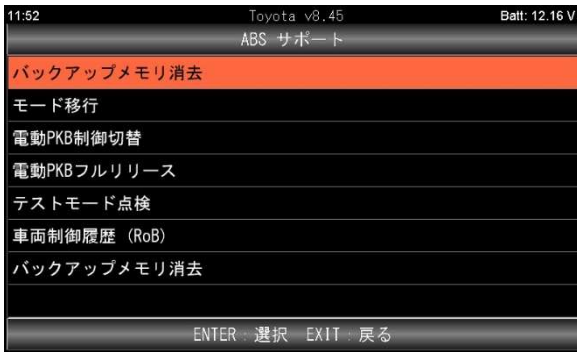 11:52 Toyota v8.45 Batt: 12.16 V
ABS サポート
バックアップメモリ消去
モード移行
電動PKB制御切替
電動PKBフルリリース
テストモード点検
車両制御履歴 (RoB)
バックアップメモリ消去
ENTER：選択 EXIT：戻る